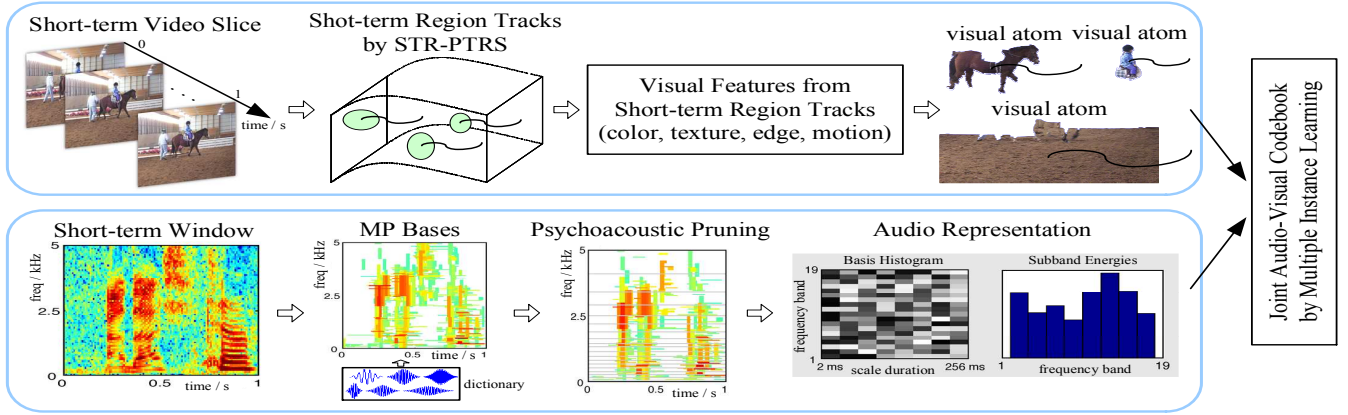 Short-term Video Slice
0
1
time / s
Shot-term Region Tracks
by STR-PTRS
Visual Features from
Short-term Region Tracks
(color, texture, edge, motion)
visual atom
visual atom
visual atom
Short-term Window
5
2.5
0
freq / kHz
0
0.5
1
time / s
MP Bases
5
2.5
0
freq / kHz
0
0.5
1
time / s
dictionary
Psychoacoustic Pruning
5
2.5
0
freq / kHz
0
0.5
1
time / s
Audio Representation
Basis Histogram
19
frequency band
1
2 ms
256 ms
scale duration
Subband Energies
1
19
frequency band
Joint Audio-Visual Codebook
by Multiple Instance Learning